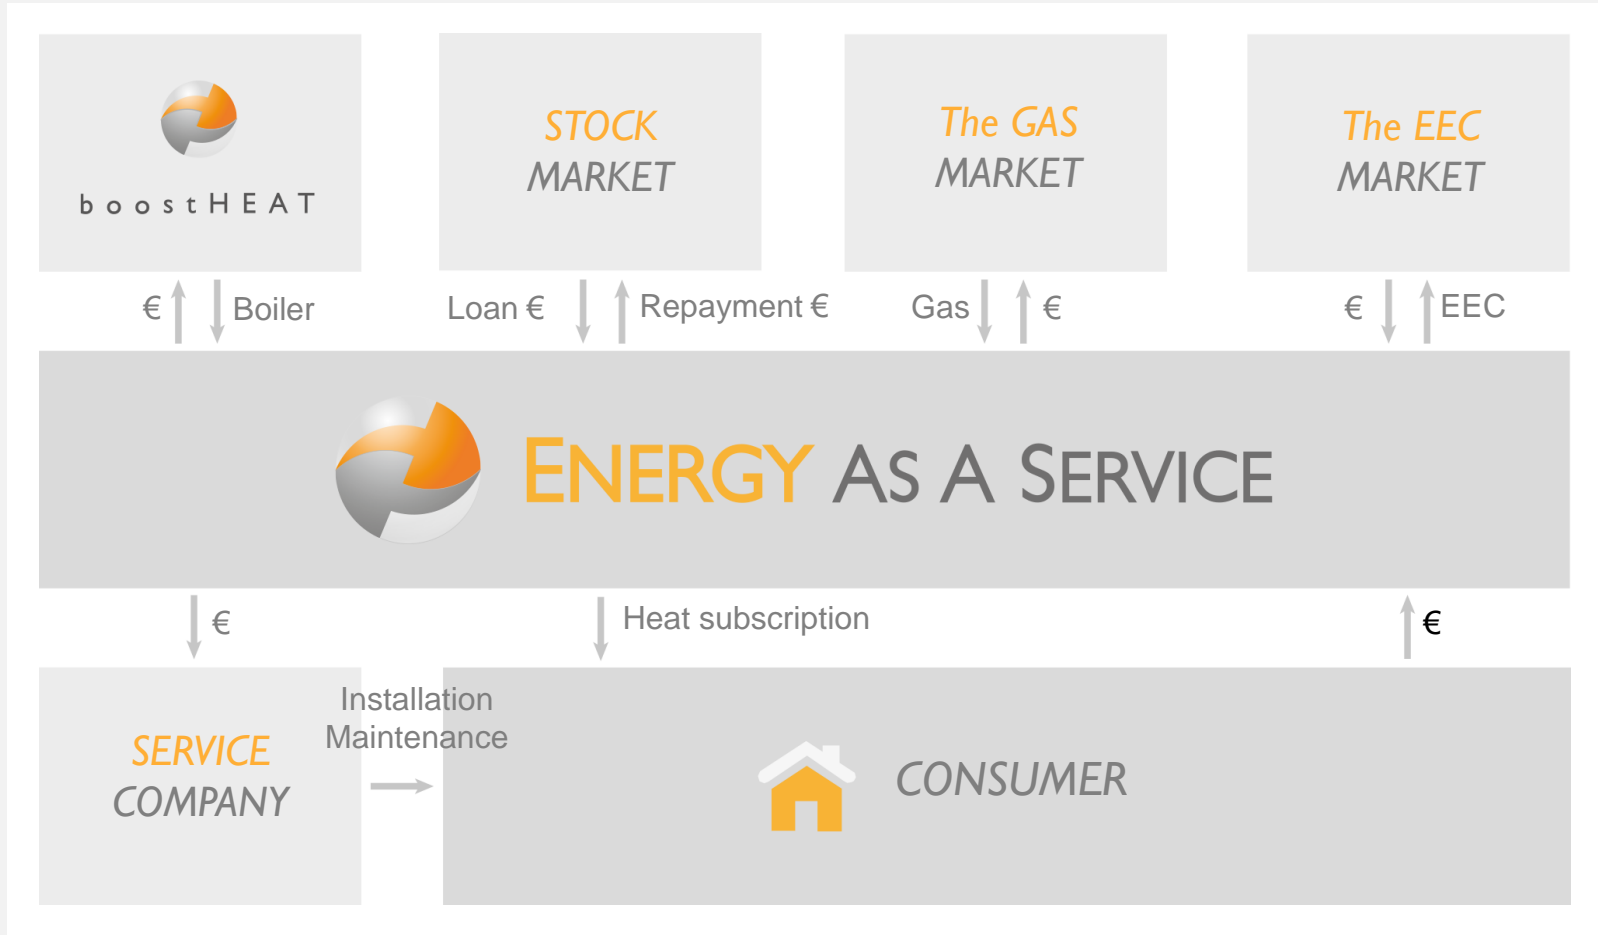 boostHEAT
STOCK
MARKET
The GAS
MARKET
The EEC
MARKET
€
Boiler
Loan €
Repayment €
Gas
€
€
EEC
ENERGY AS A SERVICE
€
Heat subscription
€
Installation
Maintenance
SERVICE
COMPANY
CONSUMER